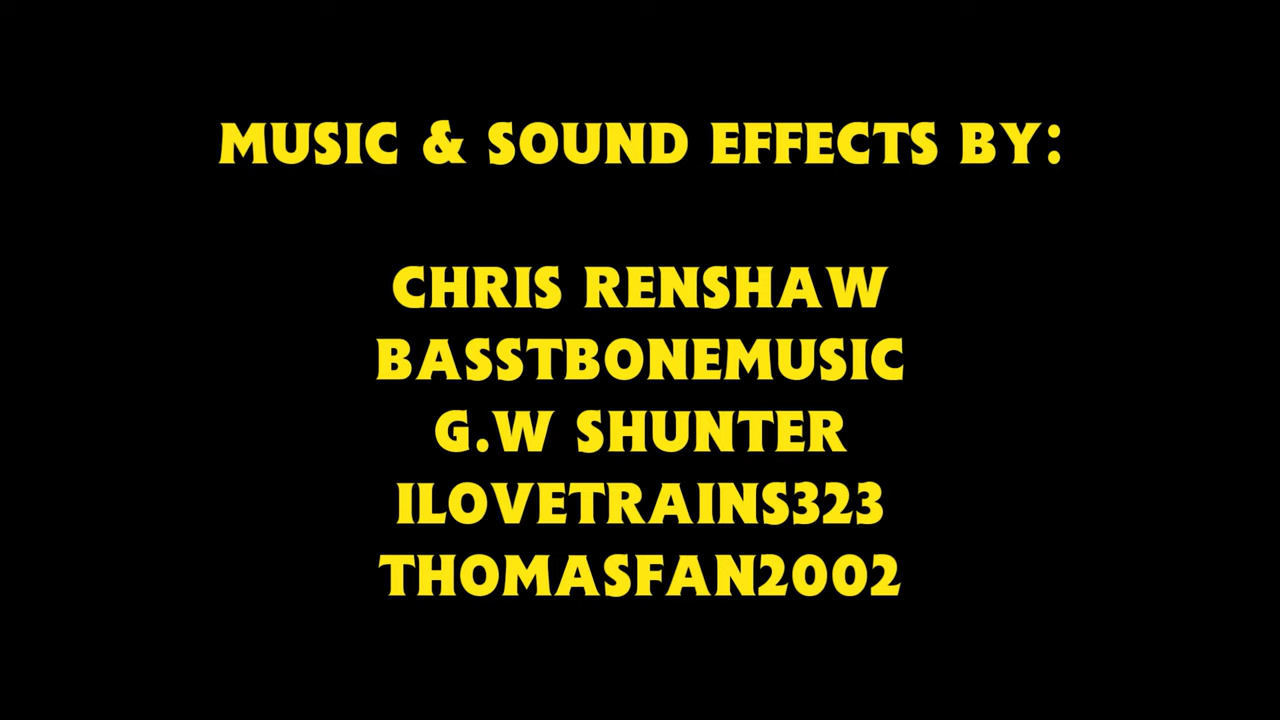 MUSIC & SOUND EFFECTS BY:
CHRIS RENSHAW
BASSTBONEMUSIC
G.W SHUNTER
ILOVETRAINS323
THOMASFAN2002